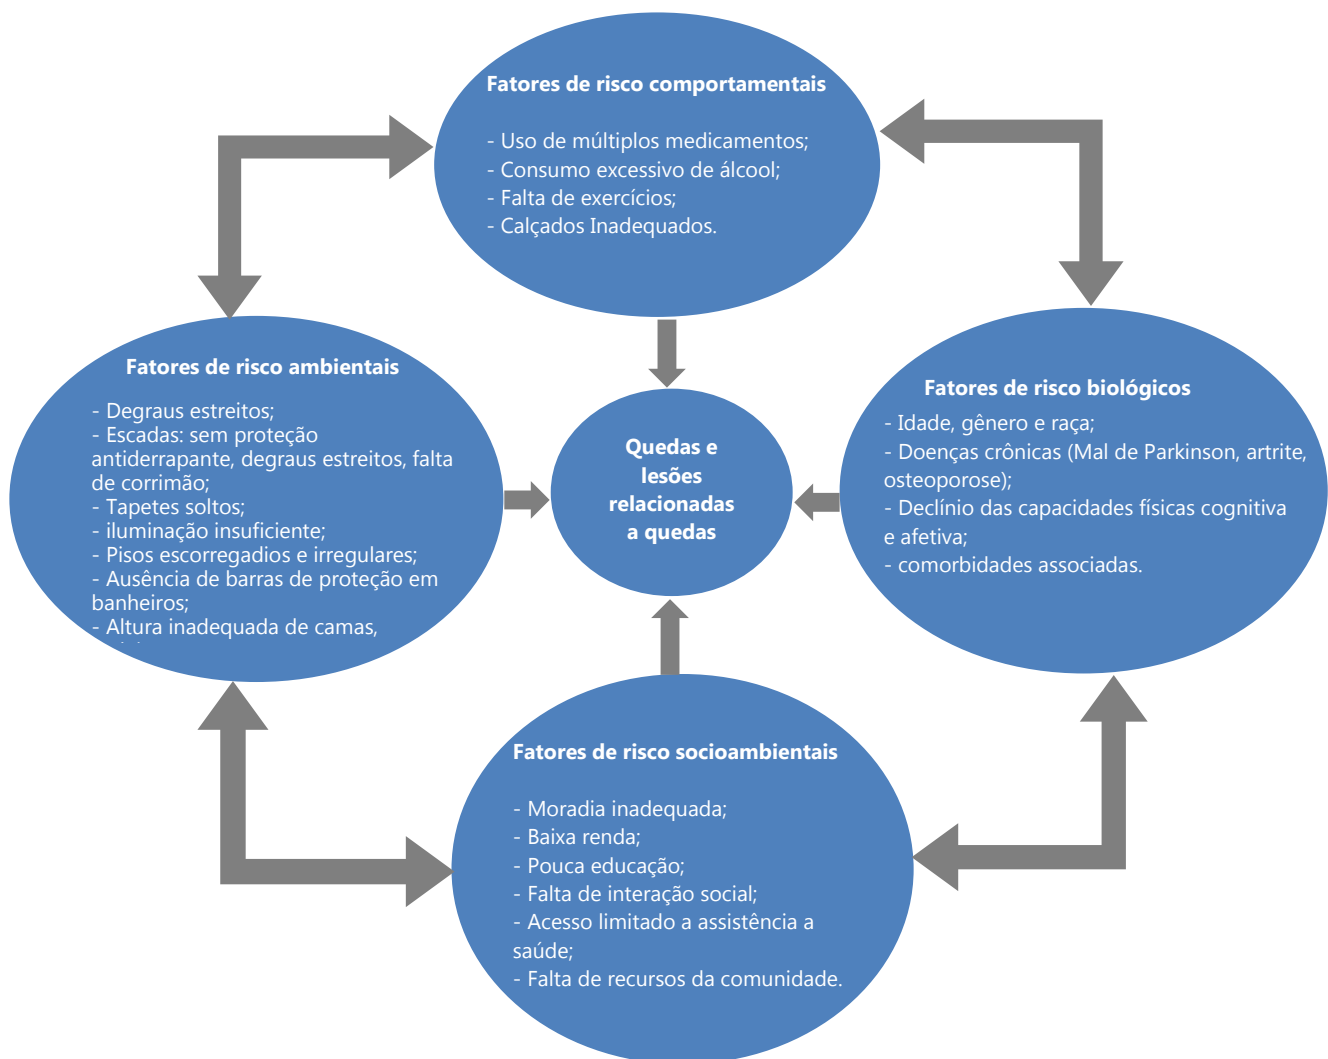 Fatores de risco comportamentais
- Uso de múltiplos medicamentos;
- Consumo excessivo de álcool;
- Falta de exercícios;
- Calçados Inadequados.
Fatores de risco ambientais
- Degraus estreitos;
- Escadas: sem proteção
antiderrapante, degraus estreitos, falta
de corrimão;
- Tapetes soltos;
- iluminação insuficiente;
- Pisos escorregadios e irregulares;
- Ausência de barras de proteção em
banheiros;
- Altura inadequada de camas,
Quedas e
lesões
relacionadas
a quedas
Fatores de risco biológicos
- Idade, gênero e raça;
- Doenças crônicas (Mal de Parkinson, artrite,
osteoporose);
- Declínio das capacidades físicas cognitiva
e afetiva;
- comorbidades associadas.
Fatores de risco socioambientais
- Moradia inadequada;
- Baixa renda;
- Pouca educação;
- Falta de interação social;
- Acesso limitado a assistência a
saúde;
- Falta de recursos da comunidade.